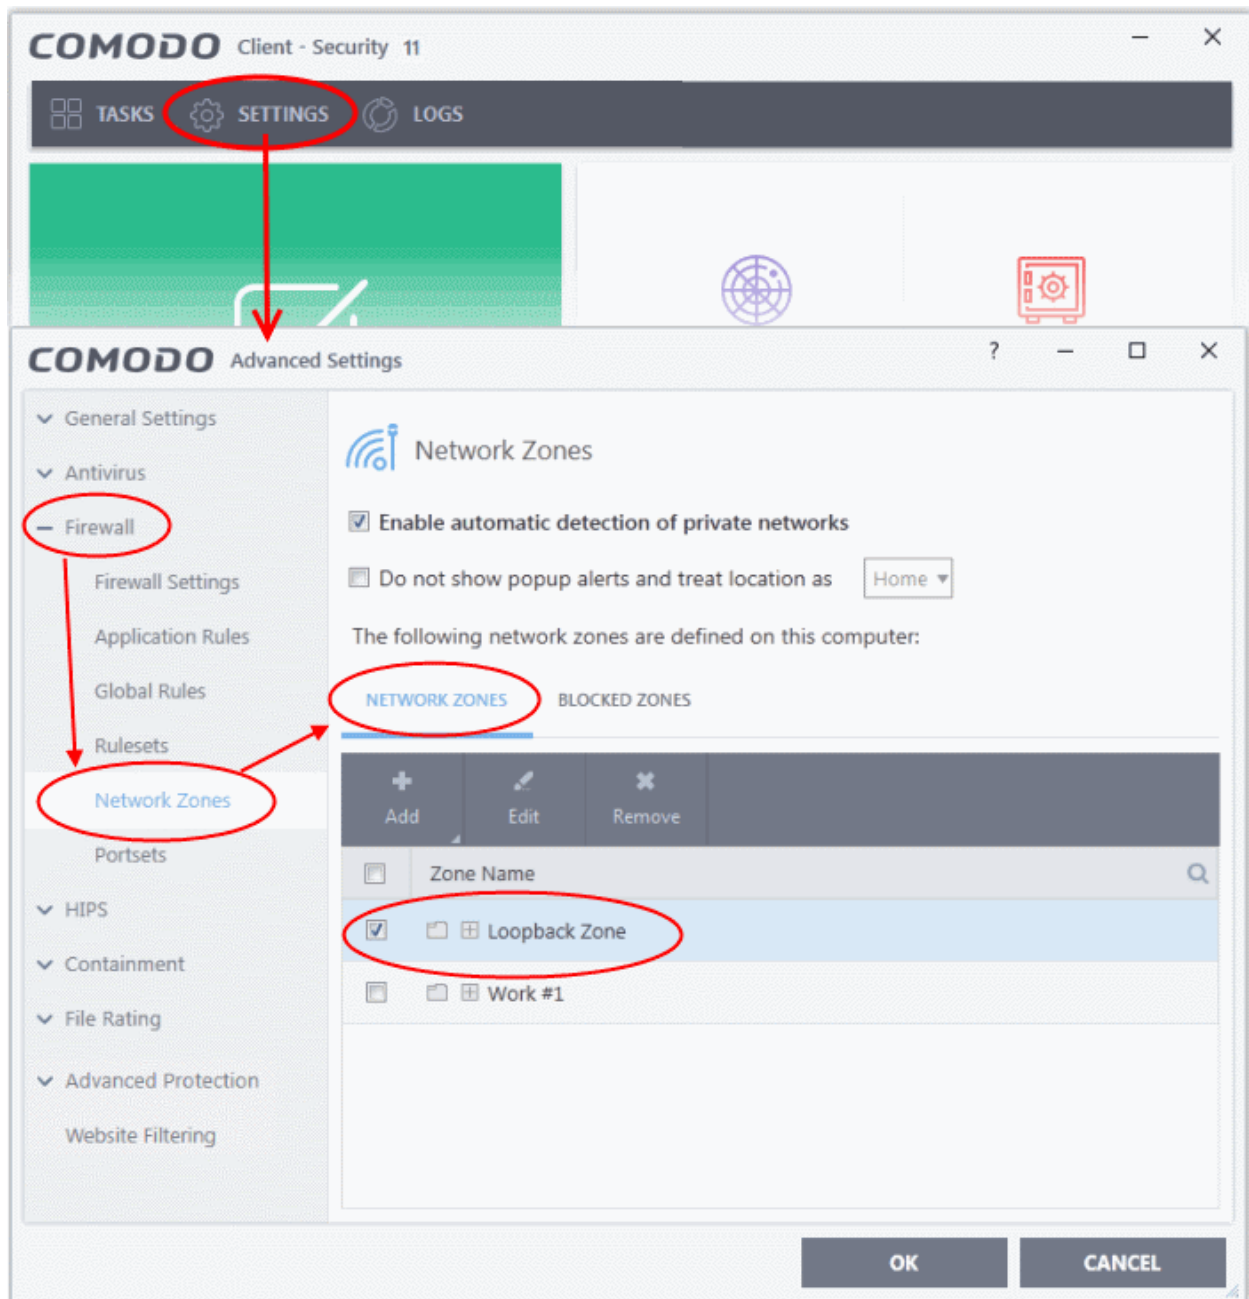 COMODO Client - Security 11
TASKS SETTINGS LOGS
COMODO Advanced Settings ?
General Settings
Antivirus
Firewall
Firewall Settings
Application Rules
Global Rules
Rulesets
Network Zones
Portsets
HIPS
Containment
File Rating
Advanced Protection
Website Filtering
Network Zones
Enable automatic detection of private networks
Do not show popup alerts and treat location as Home
The following network zones are defined on this computer:
NETWORK ZONES BLOCKED ZONES
Add Edit Remove
Zone Name
Loopback Zone
Work #1
OK CANCEL